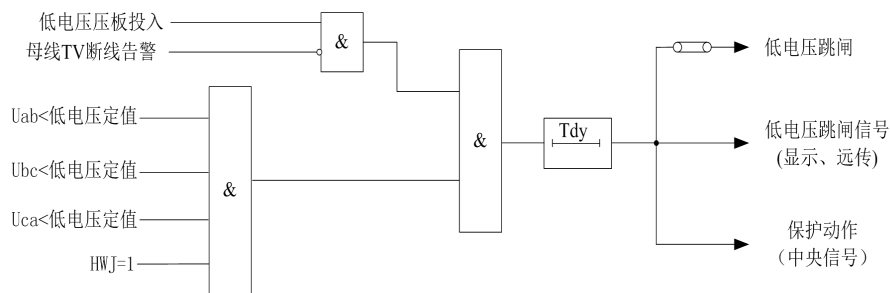 低电压压板投入
母线TV断线告警
&
Uab<低电压定值
Ubc<低电压定值
Uca<低电压定值
HWJ=1
&
&
Tdy
低电压跳闸
低电压跳闸信号
(显示、远传)
保护动作
（中央信号）